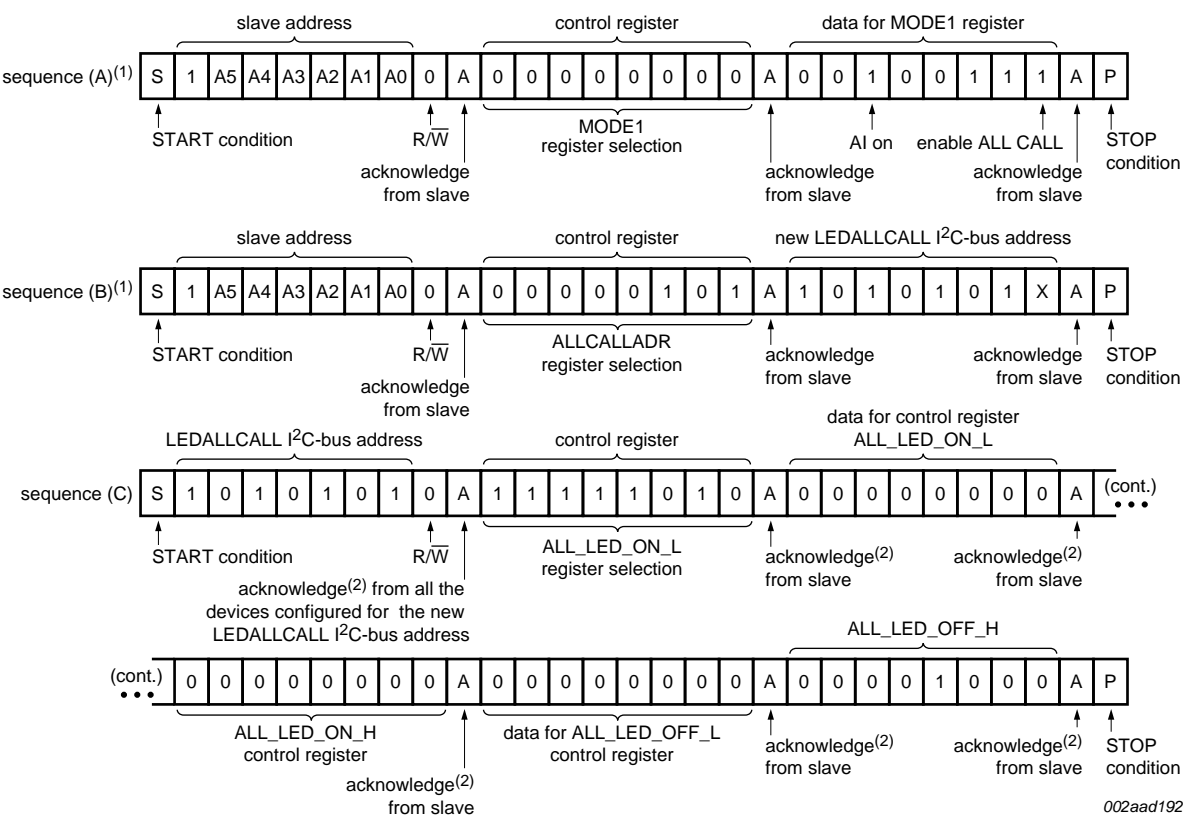 slave address control register data for MODE1 register
sequence (A)(1) S 1 A5 A4 A3 A2 A1 A0 0 A 0 0 0 0 0 0 0 0 A 0 0 1 0 0 1 1 1 A P
START condition R/W MODE1 register selection AI on enable ALL CALL STOP condition
acknowledge from slave acknowledge from slave acknowledge from slave
slave address control register new LEDALLCALL I2C-bus address
sequence (B)(1) S 1 A5 A4 A3 A2 A1 A0 0 A 0 0 0 0 0 1 0 1 A 1 0 1 0 1 0 1 X A P
START condition R/W ALLCALLADR register selection acknowledge from slave acknowledge from slave STOP condition
acknowledge from slave
LEDALLCALL I2C-bus address control register data for control register ALL_LED_ON_L
sequence (C) S 1 0 1 0 1 0 1 0 A 1 1 1 1 1 0 1 0 A 0 0 0 0 0 0 0 0 A (cont.)
START condition R/W ALL_LED_ON_L register selection acknowledge(2) from slave acknowledge(2) from slave
acknowledge(2) from all the
devices configured for the new
LEDALLCALL I2C-bus address
ALL_LED_OFF_H
(cont.) 0 0 0 0 0 0 0 0 A 0 0 0 0 0 0 0 0 A 0 0 0 0 1 0 0 0 A P
ALL_LED_ON_H control register data for ALL_LED_OFF_L control register acknowledge(2) from slave acknowledge(2) from slave STOP condition
acknowledge(2) from slave
002aad192